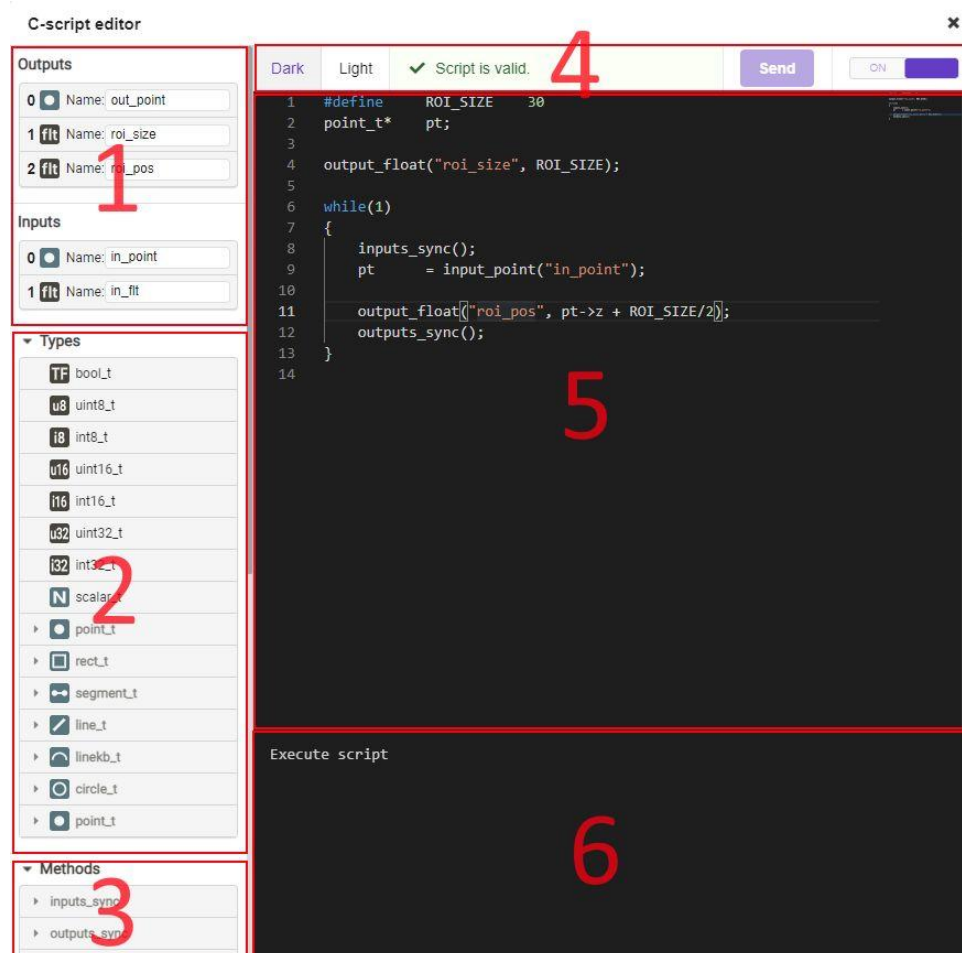 C-script editor
Outputs
0 Name: out_point
1 flt Name: roi_size
2 flt Name: roi_pos
1
Inputs
0 Name: in_point
1 flt Name: in_flt
Types
TF bool_t
u8 uint8_t
i8 int8_t
u16 uint16_t
i16 int16_t
u32 uint32_t
i32 int32_t
N scalar_t
point_t
rect_t
segment_t
line_t
linekb_t
circle_t
point_t
2
Methods
inputs_sync
outputs_sync
3
Dark Light Script is valid. Send ON
4
1 #define ROI_SIZE 30
2 point_t* pt;
3
4 output_float("roi_size", ROI_SIZE);
5
6 while(1)
7 {
8 inputs_sync();
9 pt = input_point("in_point");
10
11 output_float("roi_pos", pt->z + ROI_SIZE/2);
12 outputs_sync();
13 }
14
5
Execute script
6